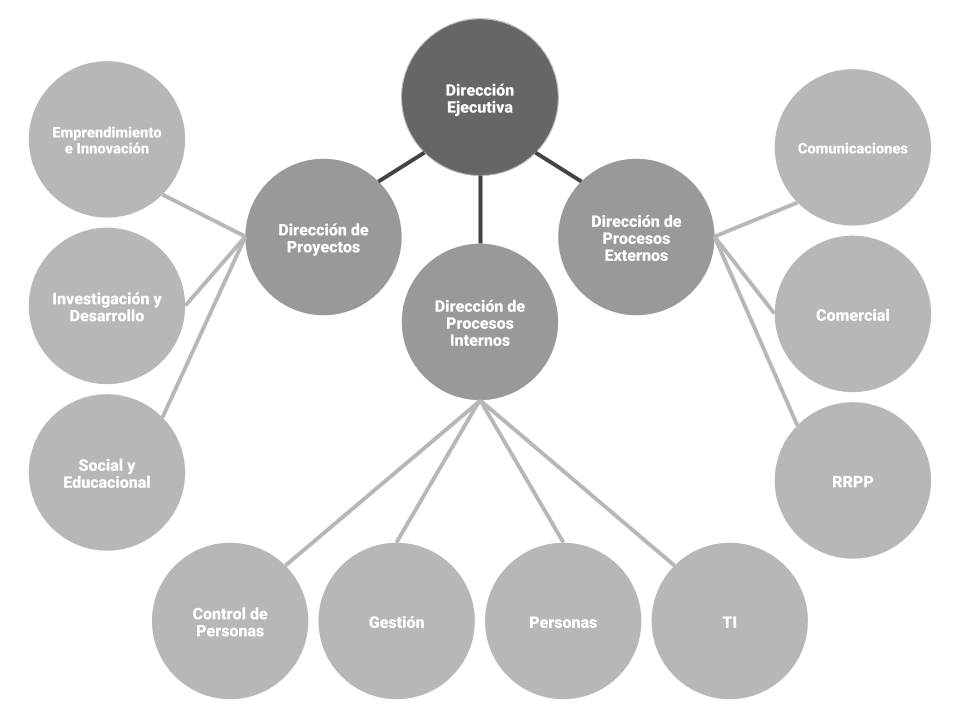 Dirección
Ejecutiva
Emprendimiento
e Innovación
Comunicaciones
Dirección de
Proyectos
Dirección de
Procesos
Externos
Investigación y
Desarrollo
Dirección de
Procesos
Internos
Comercial
Social y
Educacional
RRPP
Control de
Personas
Gestión
Personas
TI